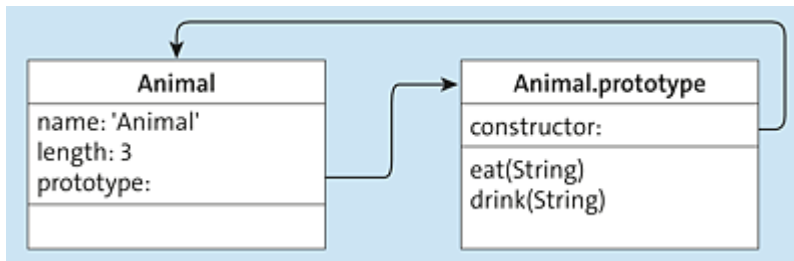 Animal
name: 'Animal'
length: 3
prototype:
Animal.prototype
constructor:
eat(String)
drink(String)